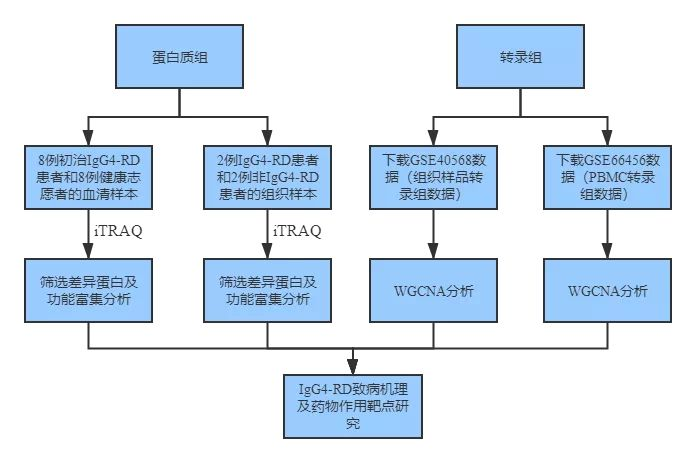 蛋白质组
转录组
8例初治IgG4-RD
患者和8例健康志
愿者的血清样本
2例IgG4-RD患者
和2例非IgG4-RD
患者的组织样本
下载GSE40568数
据（组织样品转
录组数据）
下载GSE66456数
据（PBMC转录
组数据）
iTRAQ
iTRAQ
筛选差异蛋白及
功能富集分析
筛选差异蛋白及
功能富集分析
WGCNA分析
WGCNA分析
IgG4-RD致病机理
及药物作用靶点研
究